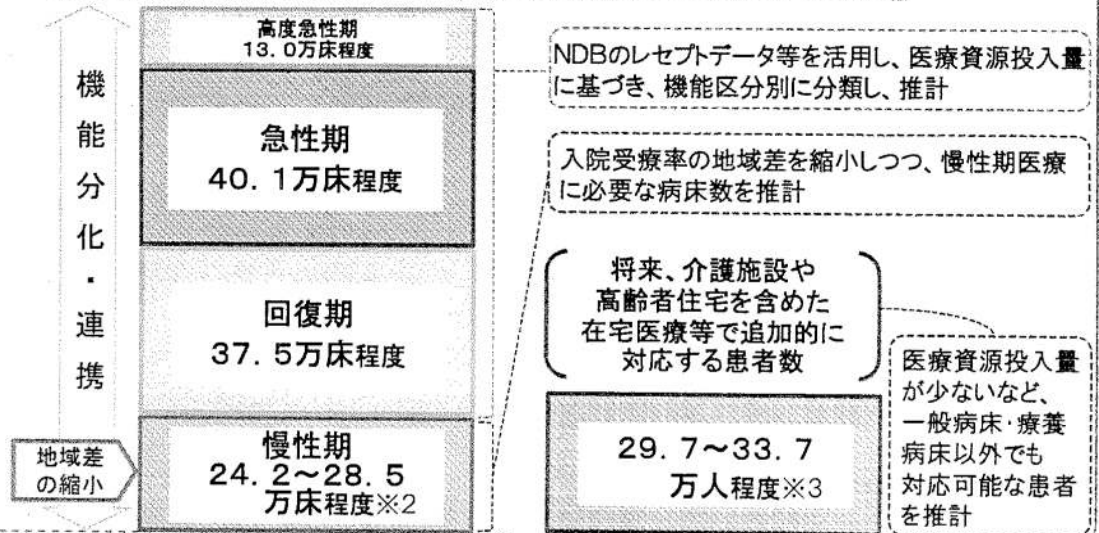 機能分化・連携
地域差
の縮小
高度急性期
13.0万床程度
急性期
40.1万床程度
回復期
37.5万床程度
慢性期
24.2～28.5
万床程度※2
NDBのレセプトデータ等を活用し、医療資源投入量
に基づき、機能区分別に分類し、推計
入院受療率の地域差を縮小しつつ、慢性期医療
に必要な病床数を推計
将来、介護施設や
高齢者住宅を含めた
在宅医療等で追加的に
対応する患者数
29.7～33.7
万人程度※3
医療資源投入量
が少ないなど、
一般病床・療養
病床以外でも
対応可能な患者
を推計